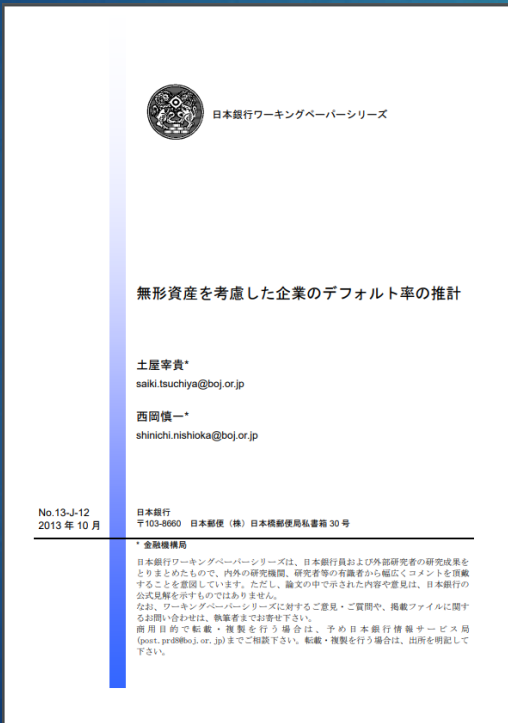 日本銀行ワーキングペーパーシリーズ
無形資産を考慮した企業のデフォルト率の推計
土屋宰貴*
saiki.tsuchiya@boj.or.jp
西岡慎一*
shinichi.nishioka@boj.or.jp
No.13-J-12
2013 年 10 月
日本銀行
〒103-8660 日本郵便（株）日本橋郵便局私書箱 30 号
* 金融機構局
日本銀行ワーキングペーパーシリーズは、日本銀行員および外部研究者の研究成果を
とりまとめたもので、内外の研究機関、研究者等の有識者から幅広くコメントを頂戴
することを意図しています。ただし、論文の中で示された内容や意見は、日本銀行の
公式見解を示すものではありません。
なお、ワーキングペーパーシリーズに対するご意見・ご質問や、掲載ファイルに関す
るお問い合わせは、執筆者までお寄せ下さい。
商用目的で転載・複製を行う場合は、予め日本銀行情報サービス局
(post.prd8@boj.or.jp)までご相談下さい。転載・複製を行う場合は、出所を明記して
下さい。